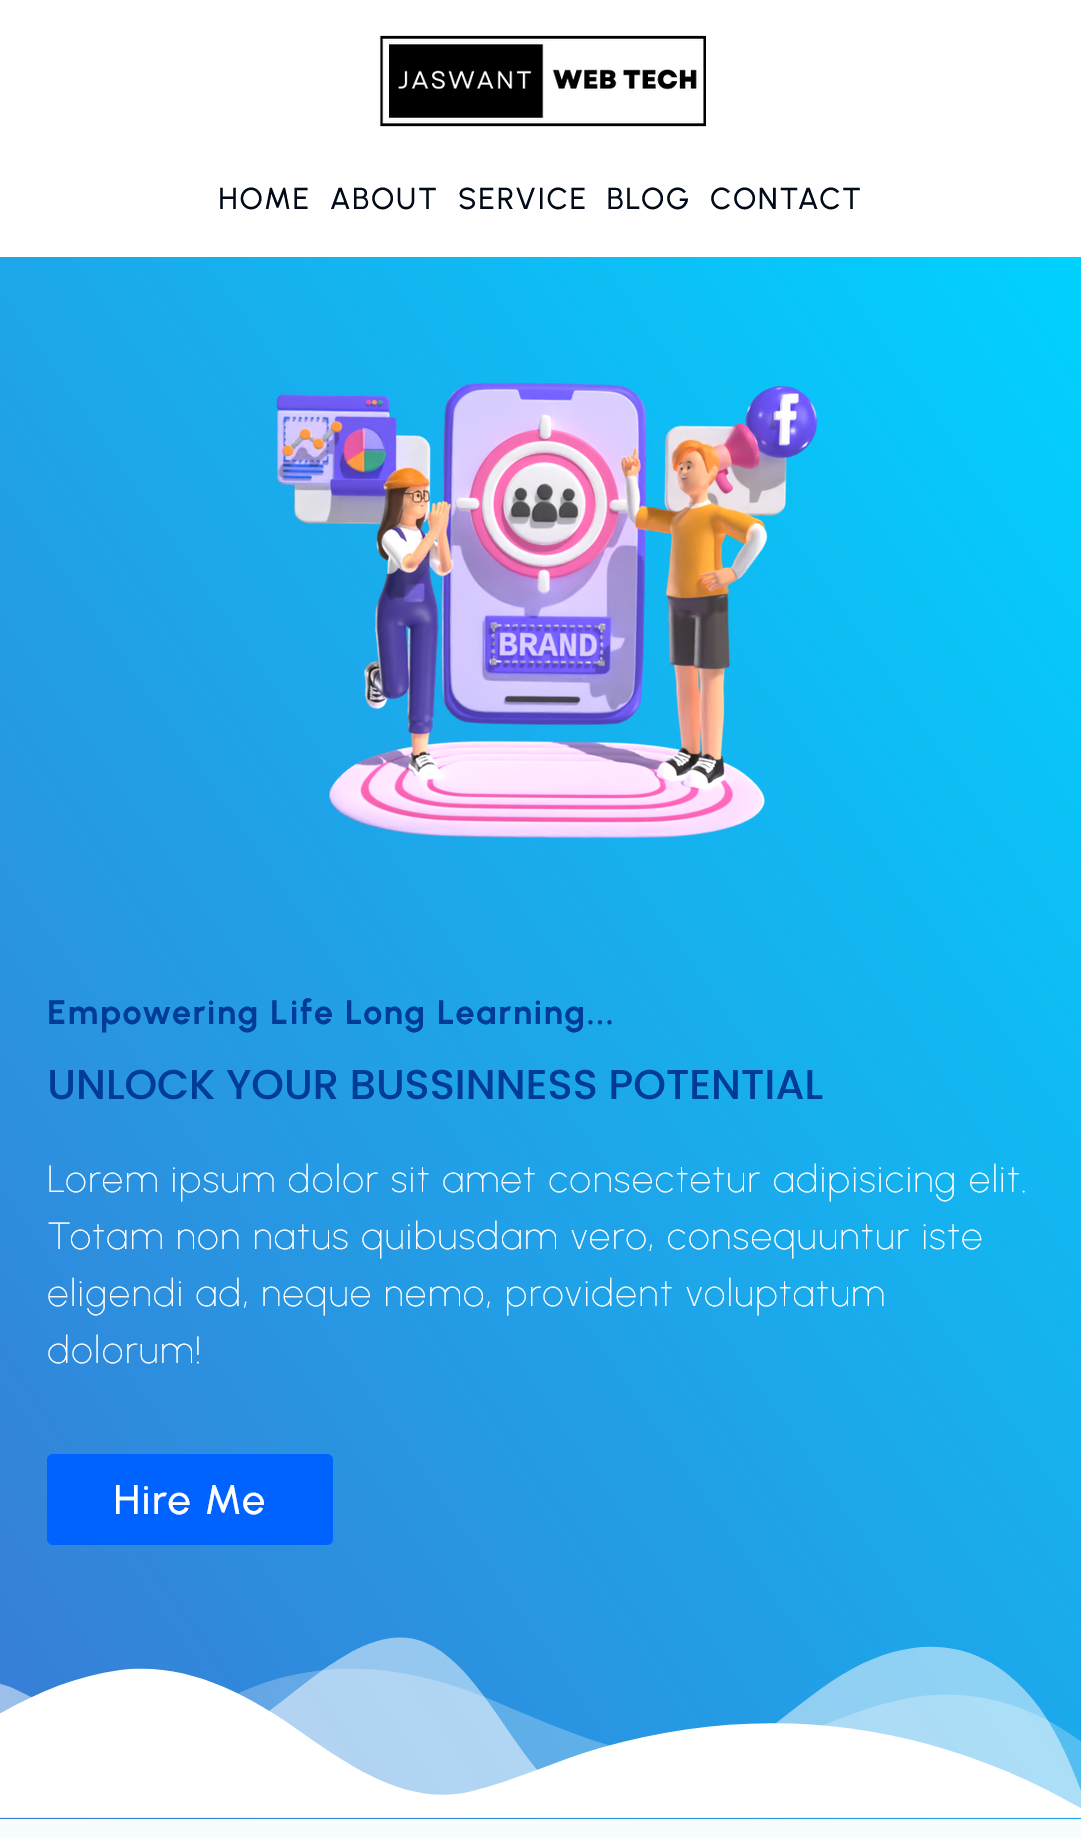 JASWANT WEB TECH
HOME ABOUT SERVICE BLOG CONTACT
f
BRAND
Empowering Life Long Learning...
UNLOCK YOUR BUSSINNESS POTENTIAL
Lorem ipsum dolor sit amet consectetur adipisicing elit.
Totam non natus quibusdam vero, consequuntur iste
eligendi ad, neque nemo, provident voluptatum
dolorum!
Hire Me